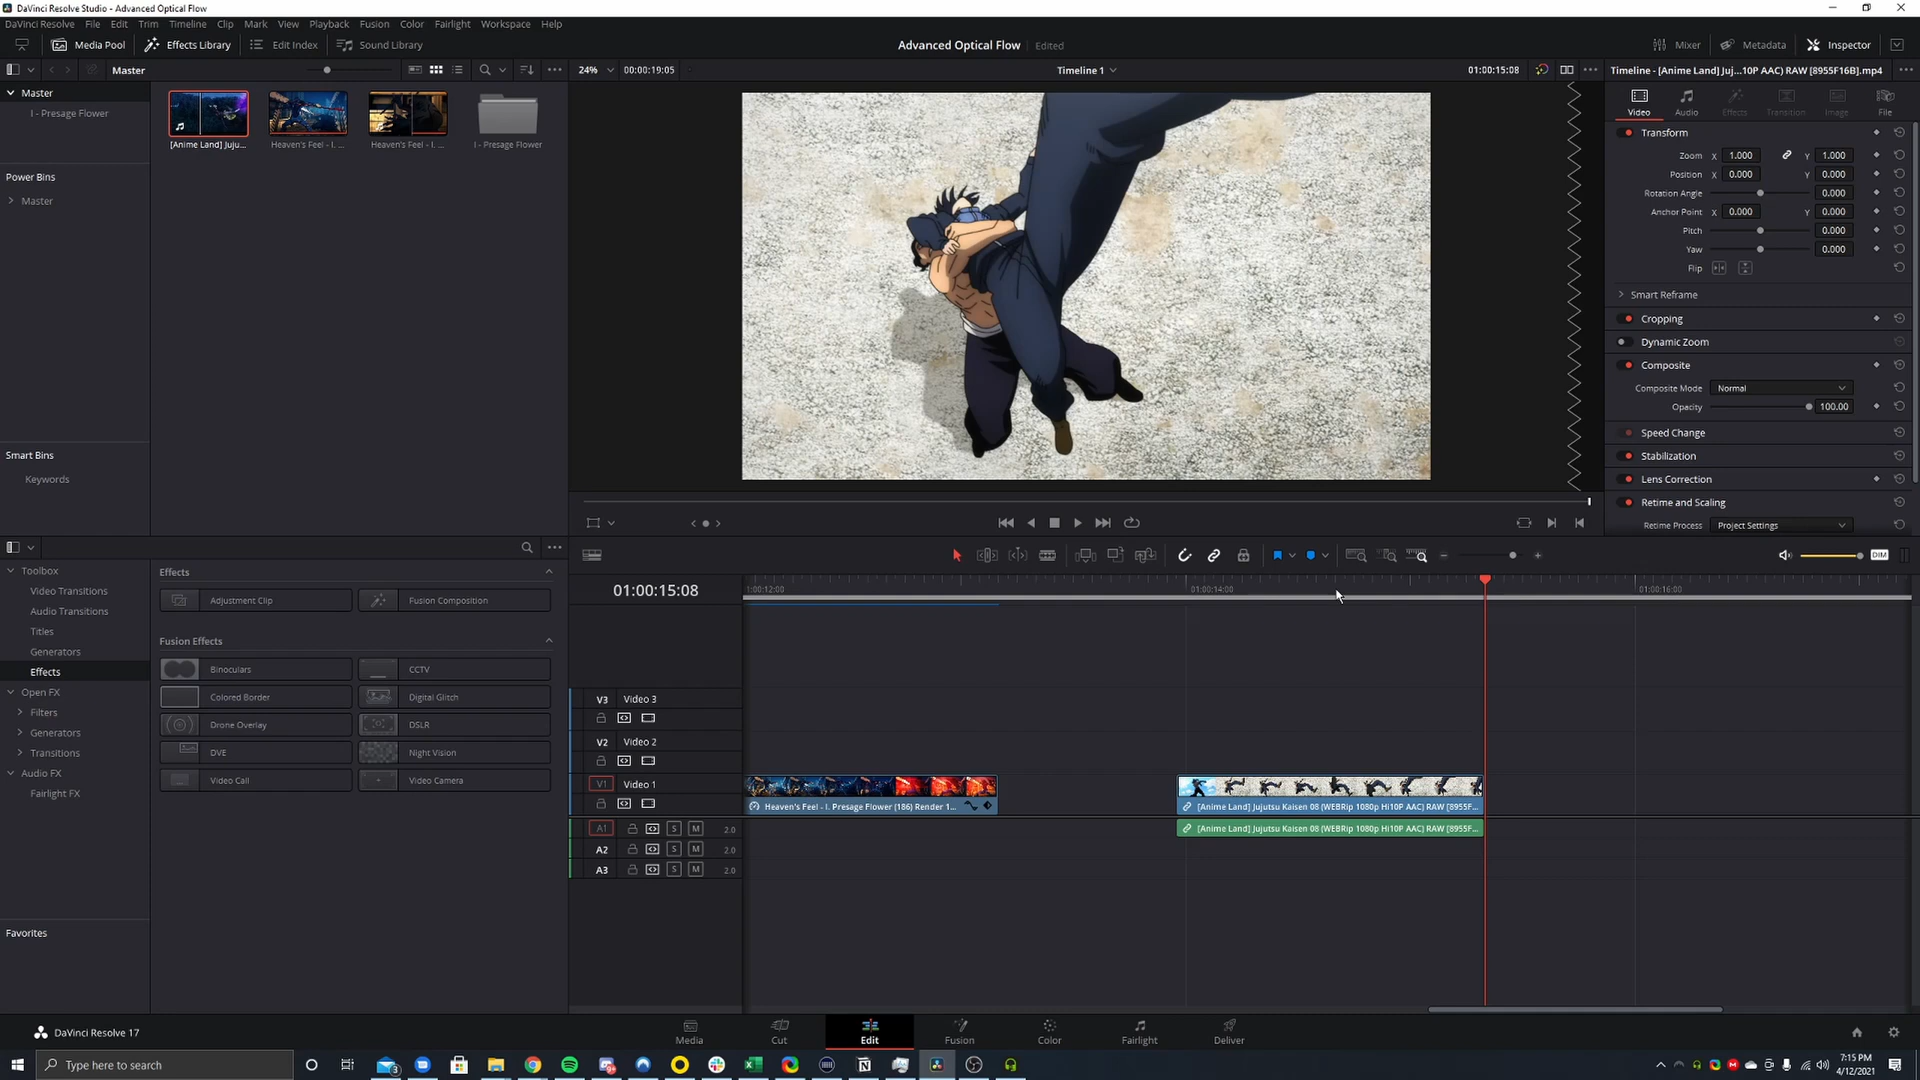 DaVinci Resolve Studio - Advanced Optical Flow
DaVinci Resolve File Edit Trim Timeline Clip Mark View Playback Fusion Color Fairlight Workspace Help
Media Pool Effects Library Edit Index Sound Library Advanced Optical Flow Edited Mixer Metadata Inspector
Master 24% 00:00:19:05 Timeline 1 01:00:15:08 Timeline - [Anime Land] Juj...10P AAC) RAW [8955F16B].mp4
Master
I - Presage Flower
[Anime Land] Juju... Heaven's Feel - I. ... Heaven's Feel - I. ... I - Presage Flower
Power Bins
Master
Smart Bins
Keywords
Video Audio Effects Transition Image File
Transform
Zoom X 1.000 Y 1.000
Position X 0.000 Y 0.000
Rotation Angle 0.000
Anchor Point X 0.000 Y 0.000
Pitch 0.000
Yaw 0.000
Flip
Smart Reframe
Cropping
Dynamic Zoom
Composite
Composite Mode Normal
Opacity 100.00
Speed Change
Stabilization
Lens Correction
Retime and Scaling
Retime Process Project Settings
DIM
Toolbox
Video Transitions
Audio Transitions
Titles
Generators
Effects
Open FX
Filters
Generators
Transitions
Audio FX
Fairlight FX
Favorites
Effects
Adjustment Clip Fusion Composition
Fusion Effects
Binoculars CCTV
Colored Border Digital Glitch
Drone Overlay DSLR
DVE Night Vision
Video Call Video Camera
01:00:15:08 1:00:12:00 01:00:14:00 01:00:16:00
V3 Video 3
V2 Video 2
V1 Video 1
Heaven's Feel - I. Presage Flower (186) Render 1... [Anime Land] Jujutsu Kaisen 08 (WEBRip 1080p Hi10P AAC) RAW [8955F...
A1 S M 2.0 [Anime Land] Jujutsu Kaisen 08 (WEBRip 1080p Hi10P AAC) RAW [8955F...
A2 S M 2.0
A3 S M 2.0
DaVinci Resolve 17 Media Cut Edit Fusion Color Fairlight Deliver
Type here to search 7:15 PM
4/12/2021